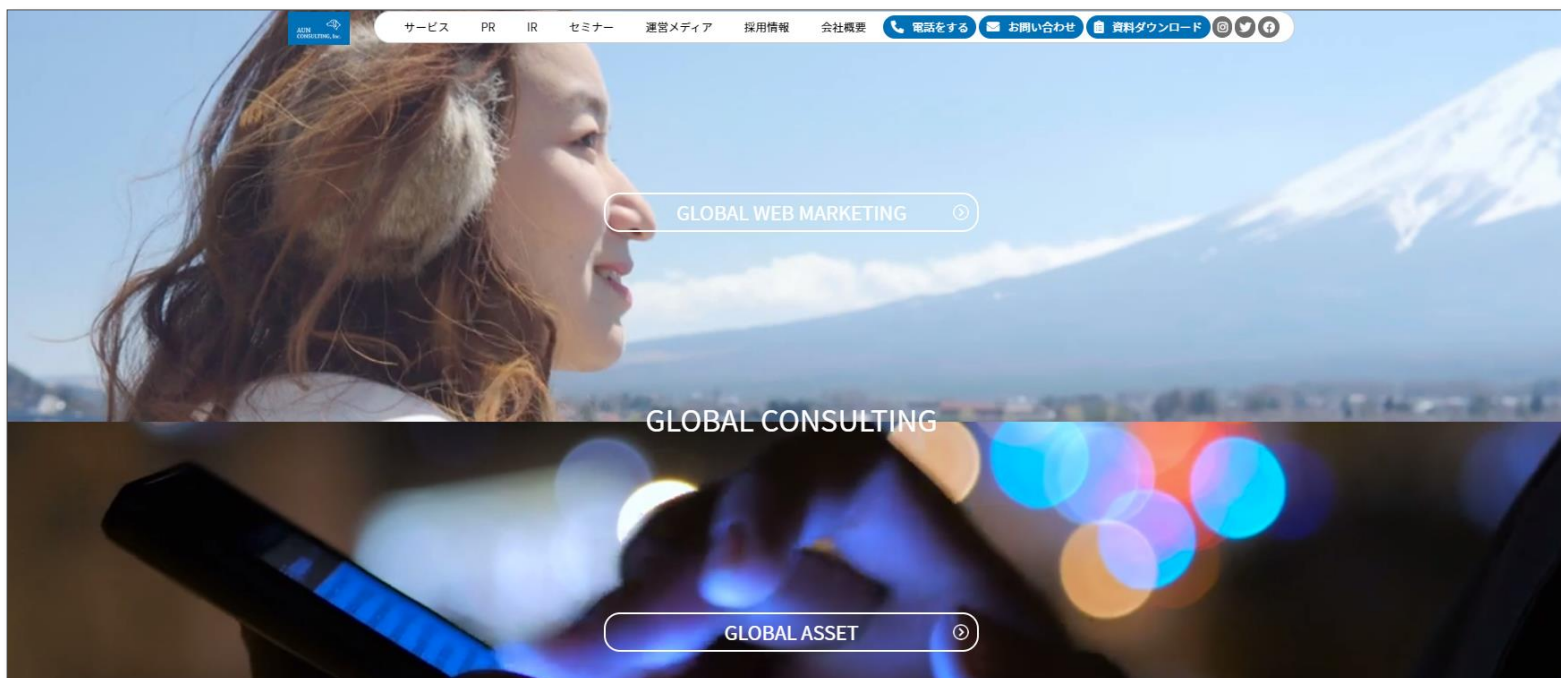 AUN
CONSULTING, Inc.
サービス PR IR セミナー 運営メディア 採用情報 会社概要 電話をする お問い合わせ 資料ダウンロード
GLOBAL WEB MARKETING
GLOBAL CONSULTING
GLOBAL ASSET